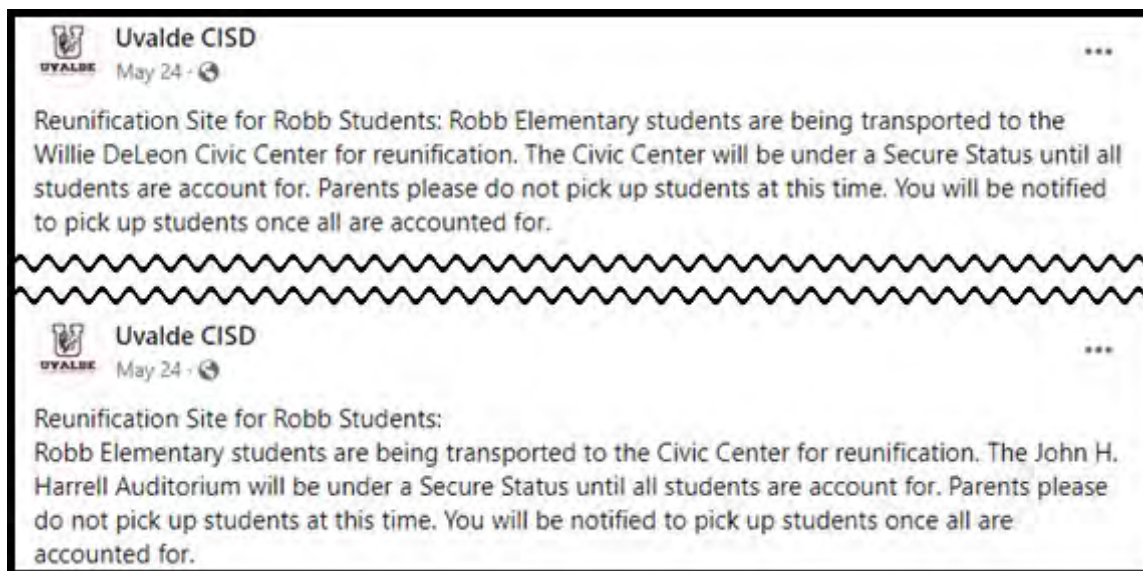 Uvalde CISD
UVALDE
May 24 ·
Reunification Site for Robb Students: Robb Elementary students are being transported to the
Willie DeLeon Civic Center for reunification. The Civic Center will be under a Secure Status until all
students are account for. Parents please do not pick up students at this time. You will be notified
to pick up students once all are accounted for.
Uvalde CISD
UVALDE
May 24 ·
Reunification Site for Robb Students:
Robb Elementary students are being transported to the Civic Center for reunification. The John H.
Harrell Auditorium will be under a Secure Status until all students are account for. Parents please
do not pick up students at this time. You will be notified to pick up students once all are
accounted for.